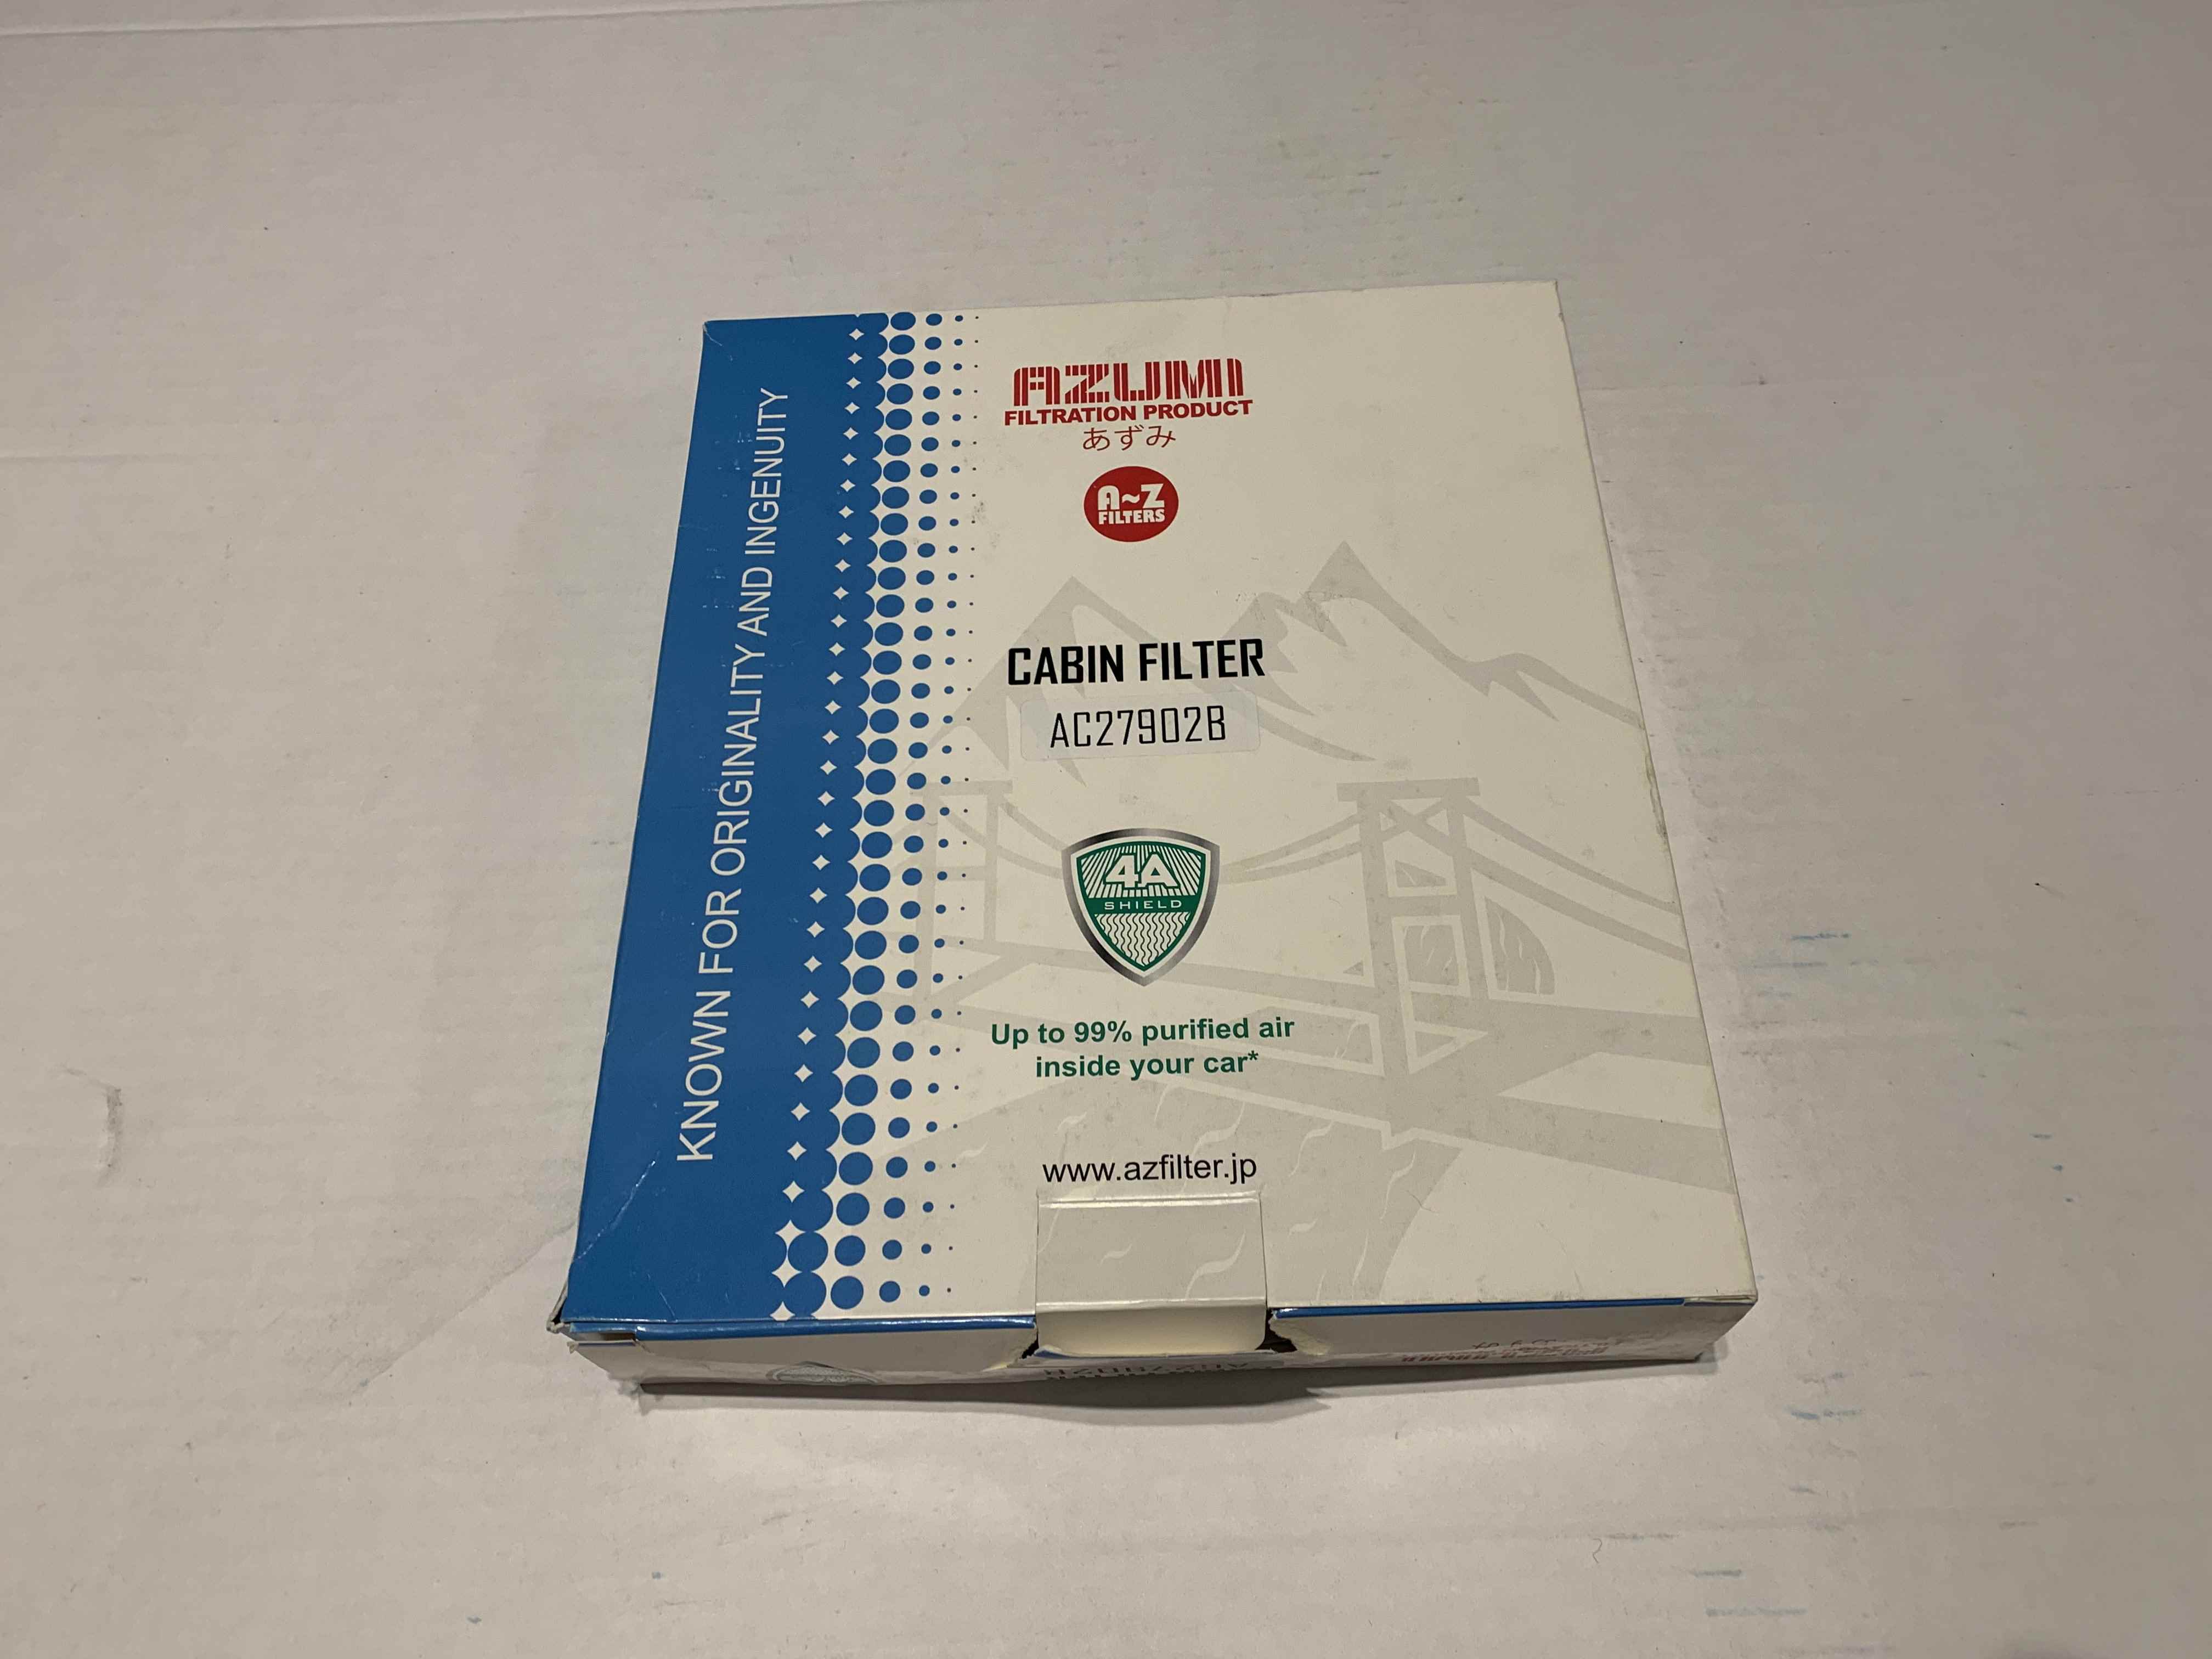 KNOWN FOR ORIGINALITY AND INGENUITY
AZUMI
FILTRATION PRODUCT
あずみ
A~Z
FILTERS
CABIN FILTER
AC27902B
4A
SHIELD
Up to 99% purified air
inside your car*
www.azfilter.jp